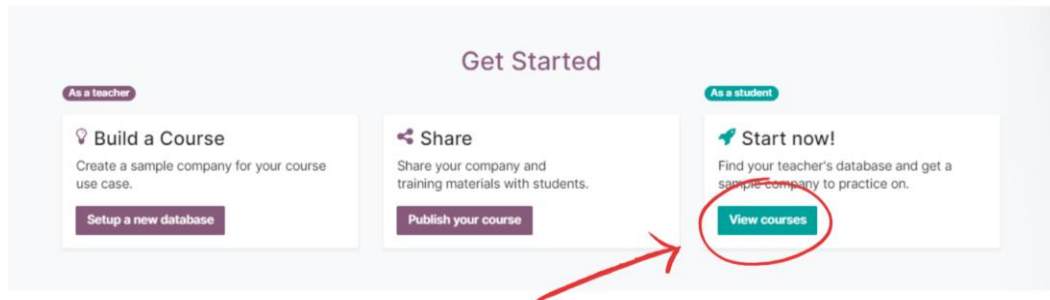 Get Started
As a teacher
Build a Course
Create a sample company for your course
use case.
Setup a new database
Share
Share your company and
training materials with students.
Publish your course
As a student
Start now!
Find your teacher's database and get a
sample company to practice on.
View courses